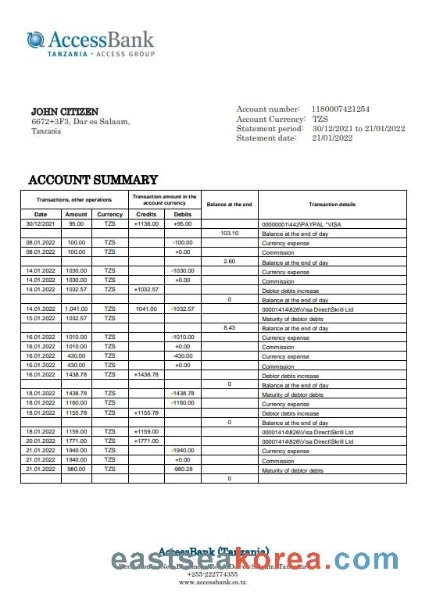 AccessBank
TANZANIA - ACCESS GROUP
JOHN CITIZEN
6672+3F3, Dar es Salaam,
Tanzania
Account number: 1180007421254
Account Currency: TZS
Statement period: 30/12/2021 to 21/01/2022
Statement date: 21/01/2022
ACCOUNT SUMMARY
Transactions, other operations Transaction amount in the account currency Balance at the end Transaction details
Date Amount Currency Credits Debits
30/12/2021 95.00 TZS +1136.00 +95.00 00000001\442\PAYPAL *VISA
103.10 Balance at the end of day
08.01.2022 100.00 TZS -100.00 Currency expense
08.01.2022 100.00 TZS +0.00 Commission
2.60 Balance at the end of day
14.01.2022 1030.00 TZS -1030.00 Currency expense
14.01.2022 1030.00 TZS +0.00 Commission
14.01.2022 1032.57 TZS +1032.57 Debtor debts increase
0 Balance at the end of day
14.01.2022 1.041.00 TZS 1041.00 -1032.57 00001414\826\Visa Direct\Skrill Ltd
15.01.2022 1032.57 TZS Maturity of debtor debts
8.43 Balance at the end of day
16.01.2022 1010.00 TZS -1010.00 Currency expense
16.01.2022 1010.00 TZS +0.00 Commission
16.01.2022 430.00 TZS -430.00 Currency expense
16.01.2022 430.00 TZS +0.00 Commission
16.01.2022 1438.78 TZS +1438.78 Debtor debts increase
0 Balance at the end of day
18.01.2022 1438.78 TZS -1438.78 Maturity of debtor debts
18.01.2022 1160.00 TZS -1160.00 Currency expense
18.01.2022 1155.78 TZS +1155.78 Debtor debts increase
0 Balance at the end of day
18.01.2022 1159.00 TZS +1159.00 00001414\826\Visa Direct\Skrill Ltd
20.01.2022 1771.00 TZS +1771.00 00001414\826\Visa Direct\Skrill Ltd
21.01.2022 1940.00 TZS -1940.00 Currency expense
21.01.2022 1940.00 TZS +0.00 Commission
21.01.2022 980.00 TZS -980.28 Maturity of debtor debts
0
AccessBank (Tanzania)
eastseakorea.com
+255-222774355
www.accessbank.co.tz